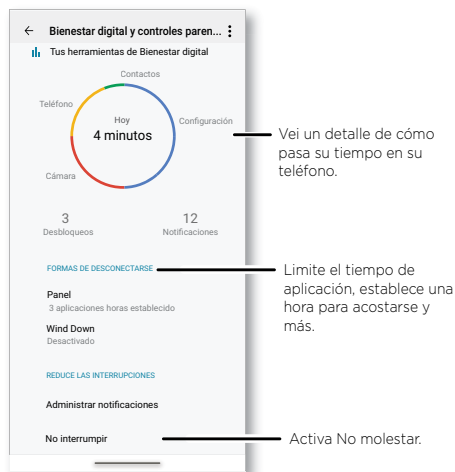 Bienestar digital y controles paren...
Tus herramientas de Bienestar digital
Contactos
Teléfono
Hoy
4 minutos
Configuración
Cámara
3
Desbloqueos
12
Notificaciones
FORMAS DE DESCONECTARSE
Panel
3 aplicaciones horas establecido
Wind Down
Desactivado
REDUCE LAS INTERRUPCIONES
Administrar notificaciones
No interrumpir
Vei un detalle de cómo
pasa su tiempo en su
teléfono.
Limite el tiempo de
aplicación, establece una
hora para acostarse y
más.
Activa No molestar.